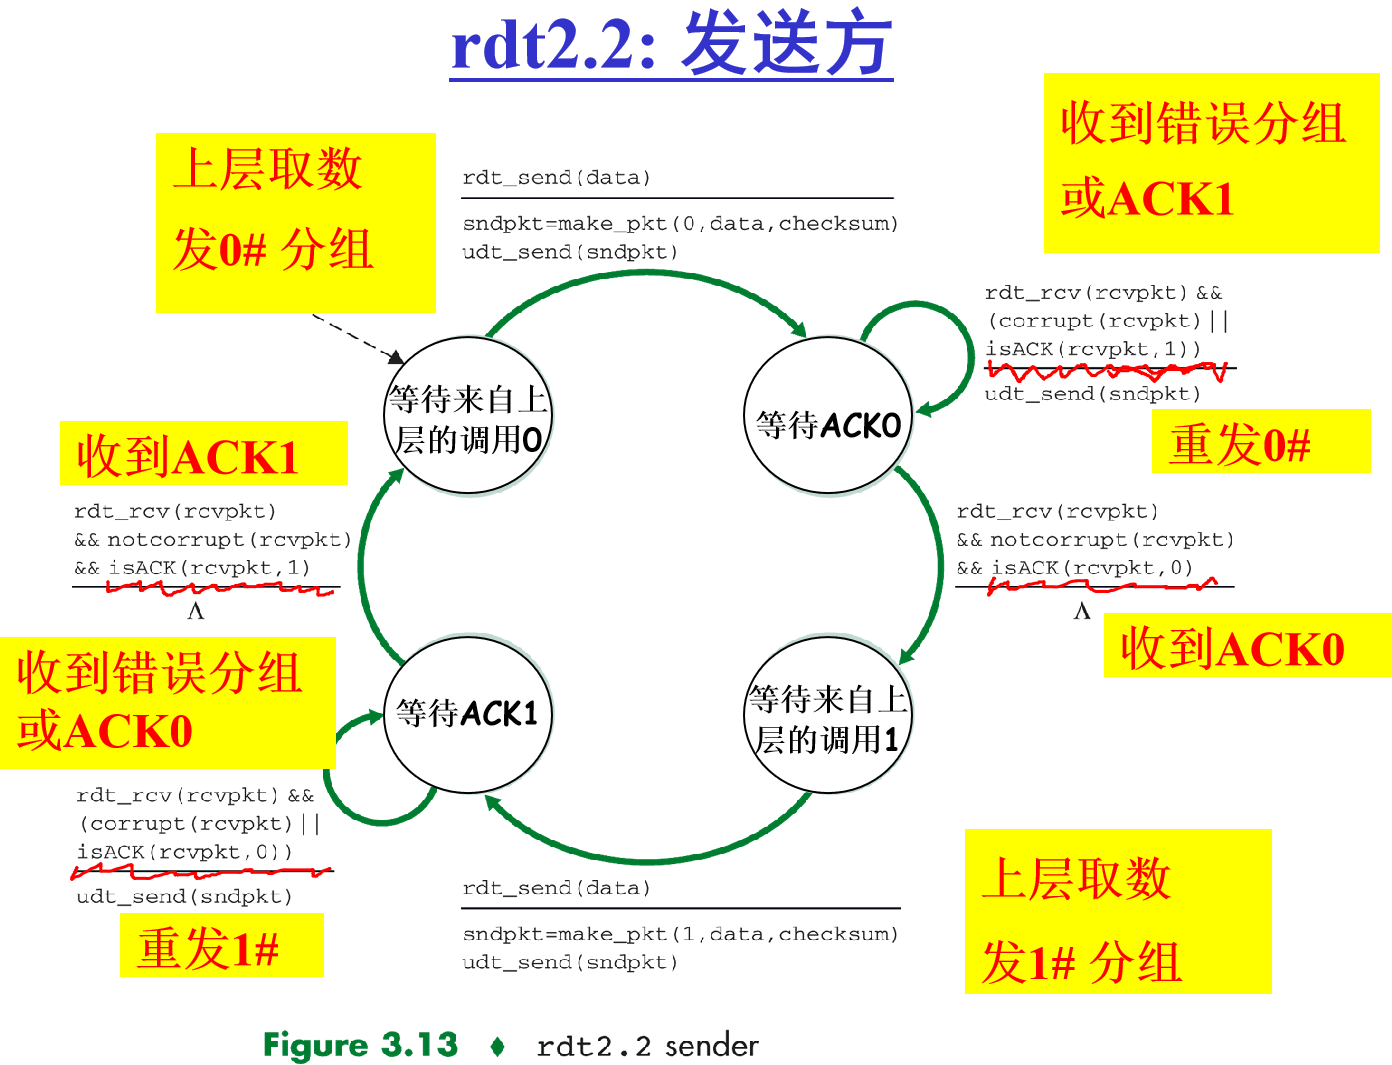 rdt2.2: 发送方
收到错误分组
或ACK1
上层取数
发0# 分组
rdt_send(data)
sndpkt=make_pkt(0,data,checksum)
udt_send(sndpkt)
rdt_rcv(rcvpkt) &&
(corrupt(rcvpkt)||
isACK(rcvpkt,1))
udt_send(sndpkt)
重发0#
等待来自上
层的调用0
等待ACK0
收到ACK1
rdt_rcv(rcvpkt)
&& notcorrupt(rcvpkt)
&& isACK(rcvpkt,1)
Λ
rdt_rcv(rcvpkt)
&& notcorrupt(rcvpkt)
&& isACK(rcvpkt,0)
Λ
收到ACK0
收到错误分组
或ACK0
等待ACK1
等待来自上
层的调用1
rdt_rcv(rcvpkt) &&
(corrupt(rcvpkt)||
isACK(rcvpkt,0))
udt_send(sndpkt)
重发1#
rdt_send(data)
sndpkt=make_pkt(1,data,checksum)
udt_send(sndpkt)
上层取数
发1# 分组
Figure 3.13 ♦ rdt2.2 sender